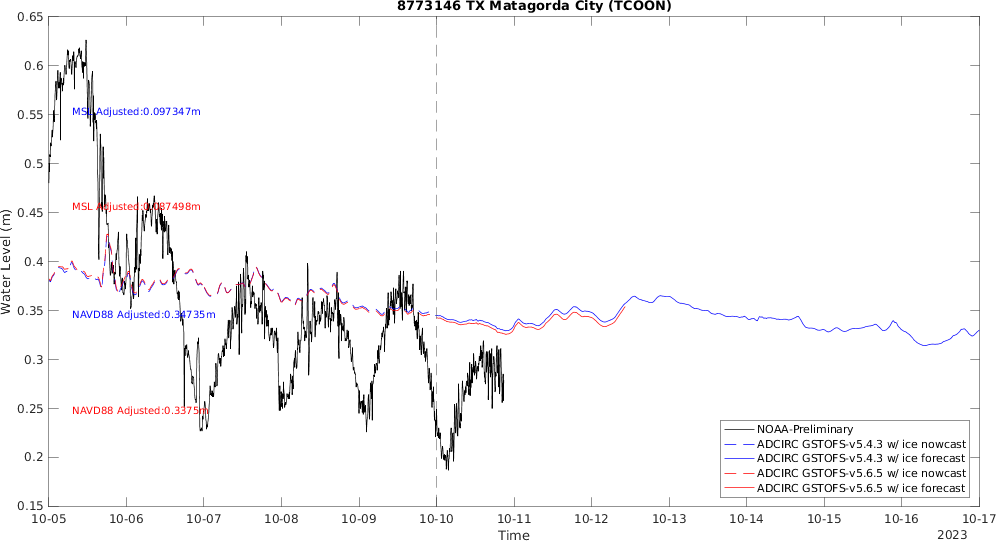 8773146 TX Matagorda City (TCOON)
0.65
0.6
0.55
0.5
0.45
0.4
0.35
0.3
0.25
0.2
0.15
Water Level (m)
MSL Adjusted:0.097347m
MSL Adjusted:0.087498m
NAVD88 Adjusted:0.34735m
NAVD88 Adjusted:0.3375m
NOAA-Preliminary
ADCIRC GSTOFS-v5.4.3 w/ ice nowcast
ADCIRC GSTOFS-v5.4.3 w/ ice forecast
ADCIRC GSTOFS-v5.6.5 w/ ice nowcast
ADCIRC GSTOFS-v5.6.5 w/ ice forecast
10-05 10-06 10-07 10-08 10-09 10-10 10-11 10-12 10-13 10-14 10-15 10-16 10-17
Time
2023